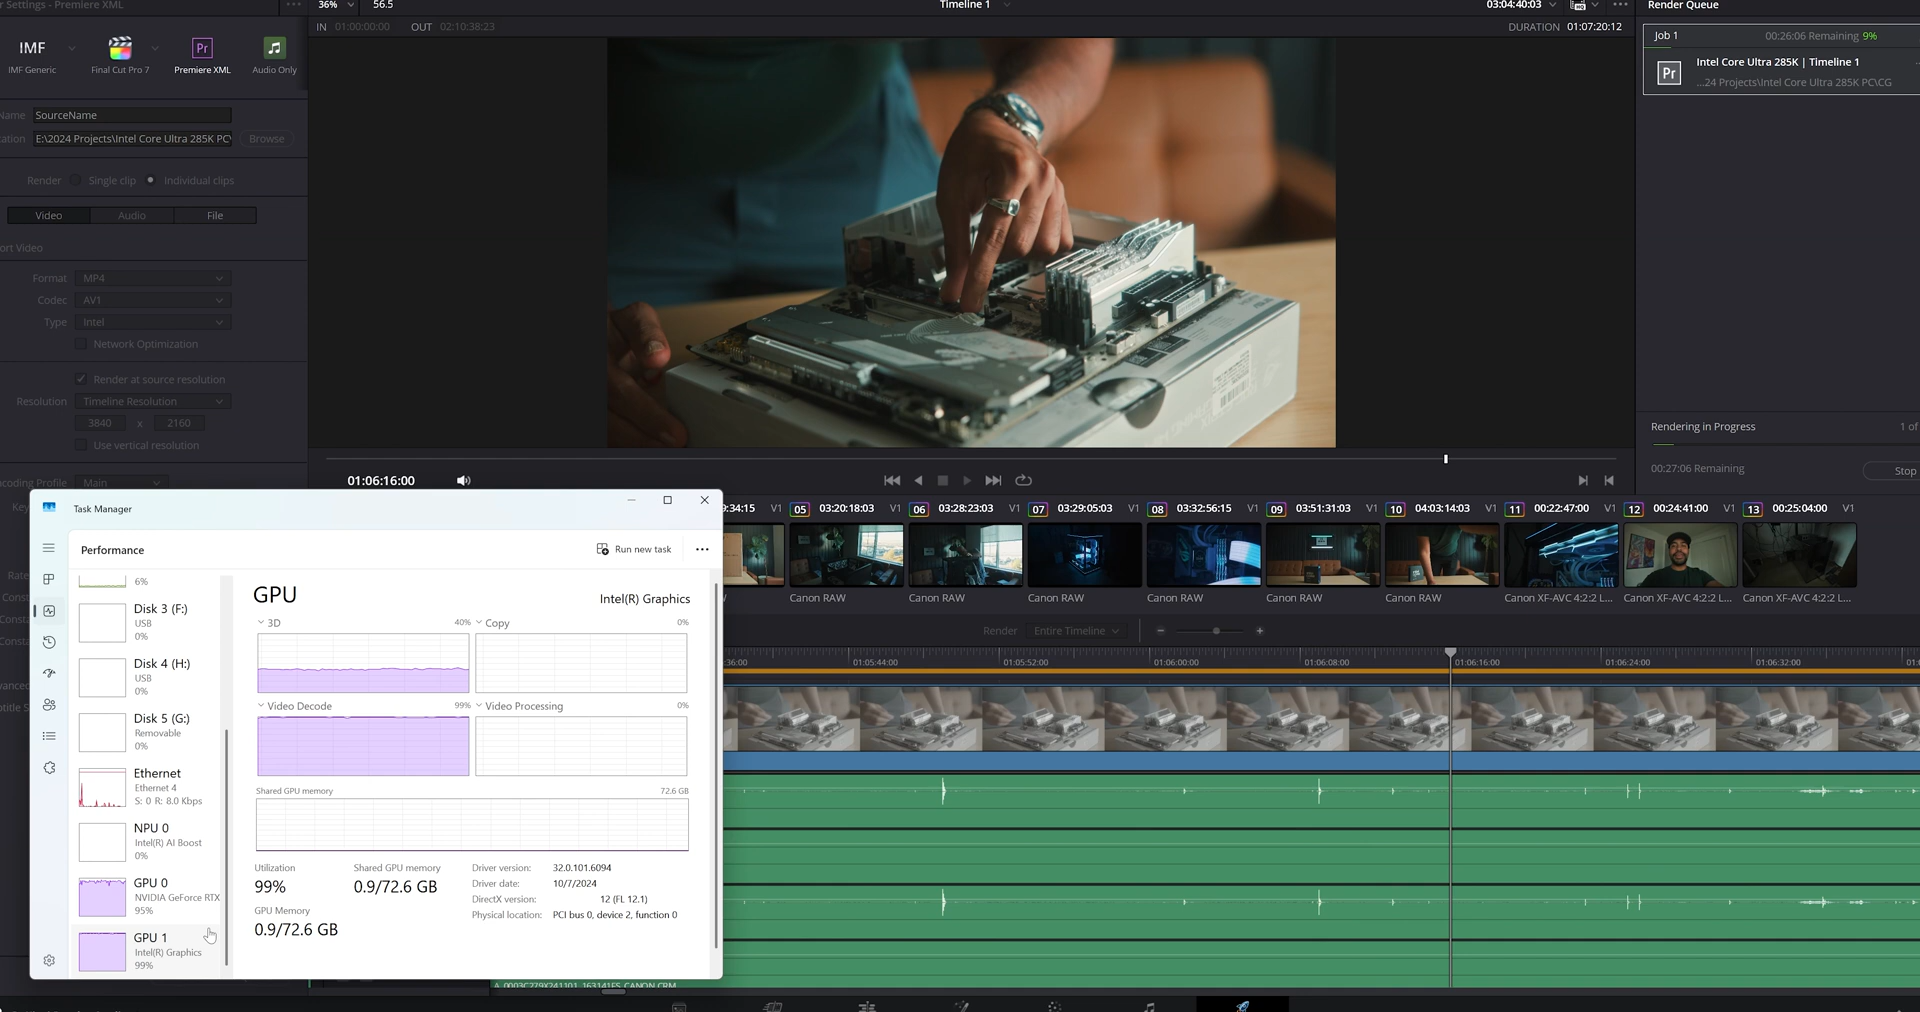 r Settings - Premiere XML
36%
56.5
Timeline 1
03:04:40:03
Render Queue
IN 01:00:00:00 OUT 02:10:38:23
DURATION 01:07:20:12
IMF
IMF Generic
Final Cut Pro 7
Pr
Premiere XML
Audio Only
Job 1 00:26:06 Remaining 9%
Pr
Intel Core Ultra 285K | Timeline 1
...24 Projects\Intel Core Ultra 285K PC\CG
Name SourceName
ation E:\2024 Projects\Intel Core Ultra 285K PC\ Browse
Render Single clip Individual clips
Video Audio File
ort Video
Format MP4
Codec AV1
Type Intel
Network Optimization
Render at source resolution
Resolution Timeline Resolution
3840 x 2160
Use vertical resolution
coding Profile Main
Key
Rate
Const
Consta
Consta
vanced
btitle S
Rendering in Progress 1 of
00:27:06 Remaining Stop
01:06:16:00
9:34:15 V1 05 03:20:18:03 V1 06 03:28:23:03 V1 07 03:29:05:03 V1 08 03:32:56:15 V1 09 03:51:31:03 V1 10 04:03:14:03 V1 11 00:22:47:00 V1 12 00:24:41:00 V1 13 00:25:04:00 V1
Canon RAW Canon RAW Canon RAW Canon RAW Canon RAW Canon RAW Canon XF-AVC 4:2:2 L... Canon XF-AVC 4:2:2 L... Canon XF-AVC 4:2:2 L...
Render Entire Timeline
:36:00 01:05:44:00 01:05:52:00 01:06:00:00 01:06:08:00 01:06:16:00 01:06:24:00 01:06:32:00
Task Manager
Performance Run new task
6%
Disk 3 (F:)
USB
0%
Disk 4 (H:)
USB
0%
Disk 5 (G:)
Removable
0%
Ethernet
Ethernet 4
S: 0 R: 8.0 Kbps
NPU 0
Intel(R) AI Boost
0%
GPU 0
NVIDIA GeForce RTX
95%
GPU 1
Intel(R) Graphics
99%
GPU Intel(R) Graphics
3D 40% Copy 0%
Video Decode 99% Video Processing 0%
Shared GPU memory 72.6 GB
Utilization
99%
Shared GPU memory
0.9/72.6 GB
GPU Memory
0.9/72.6 GB
Driver version: 32.0.101.6094
Driver date: 10/7/2024
DirectX version: 12 (FL 12.1)
Physical location: PCI bus 0, device 2, function 0
A_0003C279X241101_163141ES_CANON.CRM